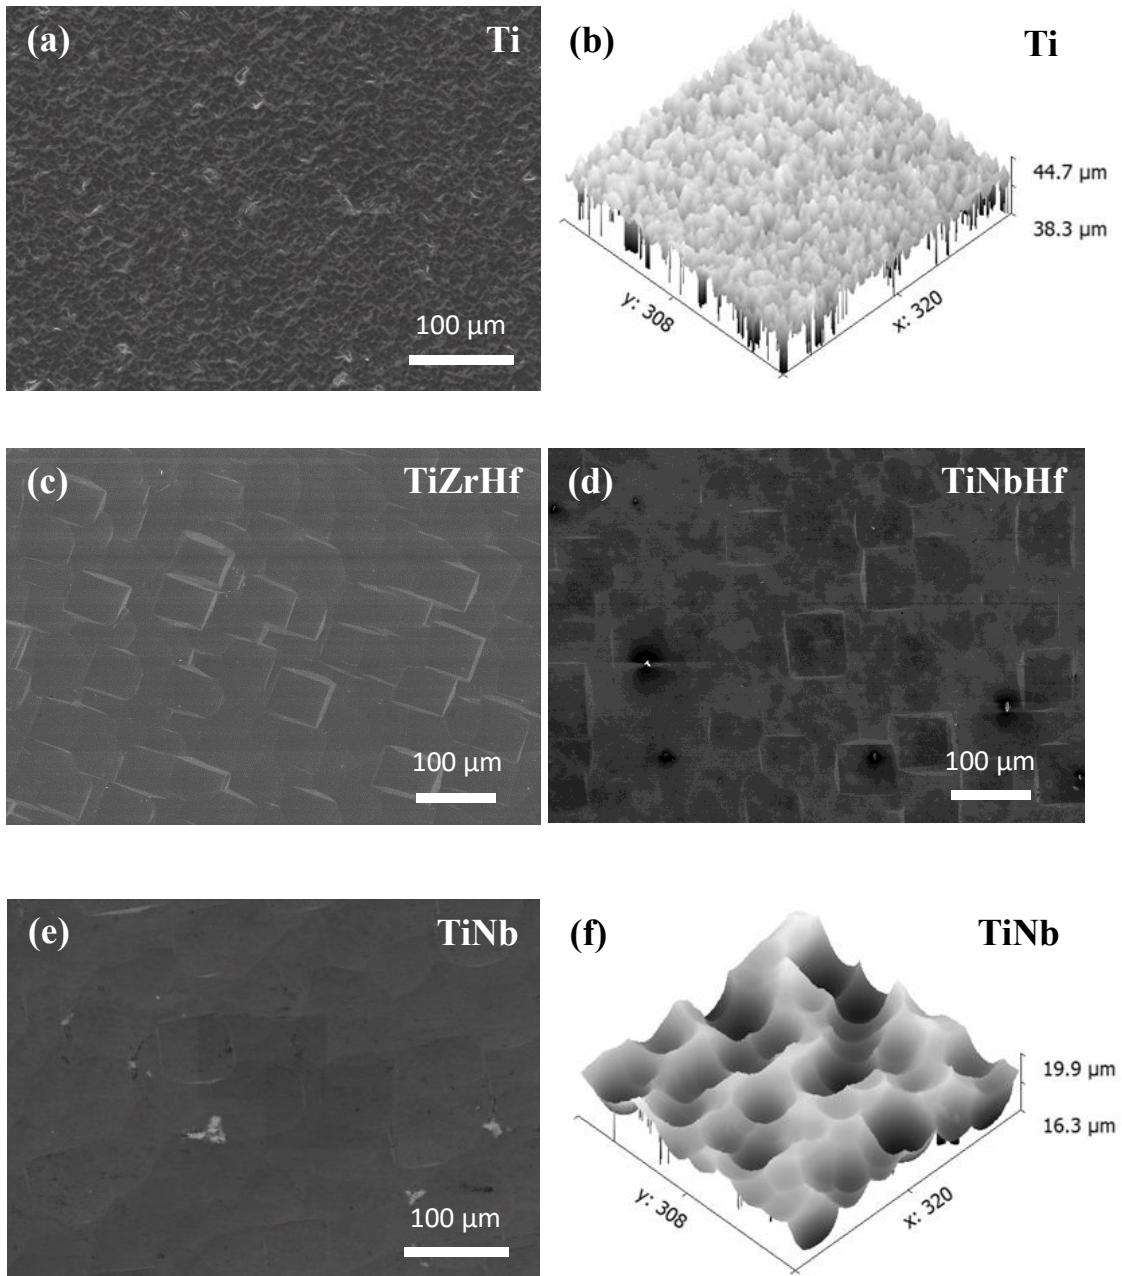 (a) Ti
100 µm
(b) Ti
44.7 µm
38.3 µm
y: 308
x: 320
(c) TiZrHf
100 µm
(d) TiNbHf
100 µm
(e) TiNb
100 µm
(f) TiNb
19.9 µm
16.3 µm
y: 308
x: 320